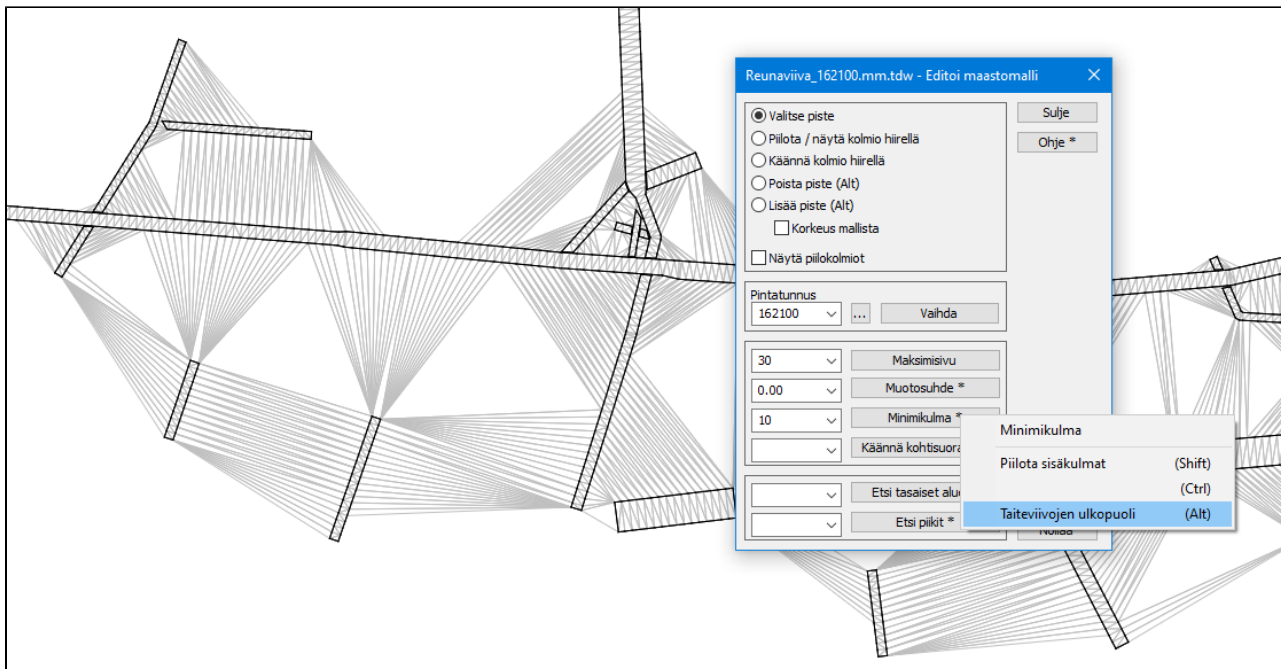 Reunaviiva_162100.mm.tdw - Editoi maastomalli
Valitse piste
Sulje
Piilota / näytä kolmio hiirellä
Ohje *
Käännä kolmio hiirellä
Poista piste (Alt)
Lisää piste (Alt)
Korkeus mallista
Näytä piilokolmiot
Pintatunnus
162100
...
Vaihda
30
Maksimisivu
0.00
Muotosuhde *
10
Minimikulma *
Käännä kohtisuora
Etsi tasaiset alue
Etsi piikit *
Nollaa
Minimikulma
Piilota sisäkulmat (Shift)
(Ctrl)
Taiteviivojen ulkopuoli (Alt)